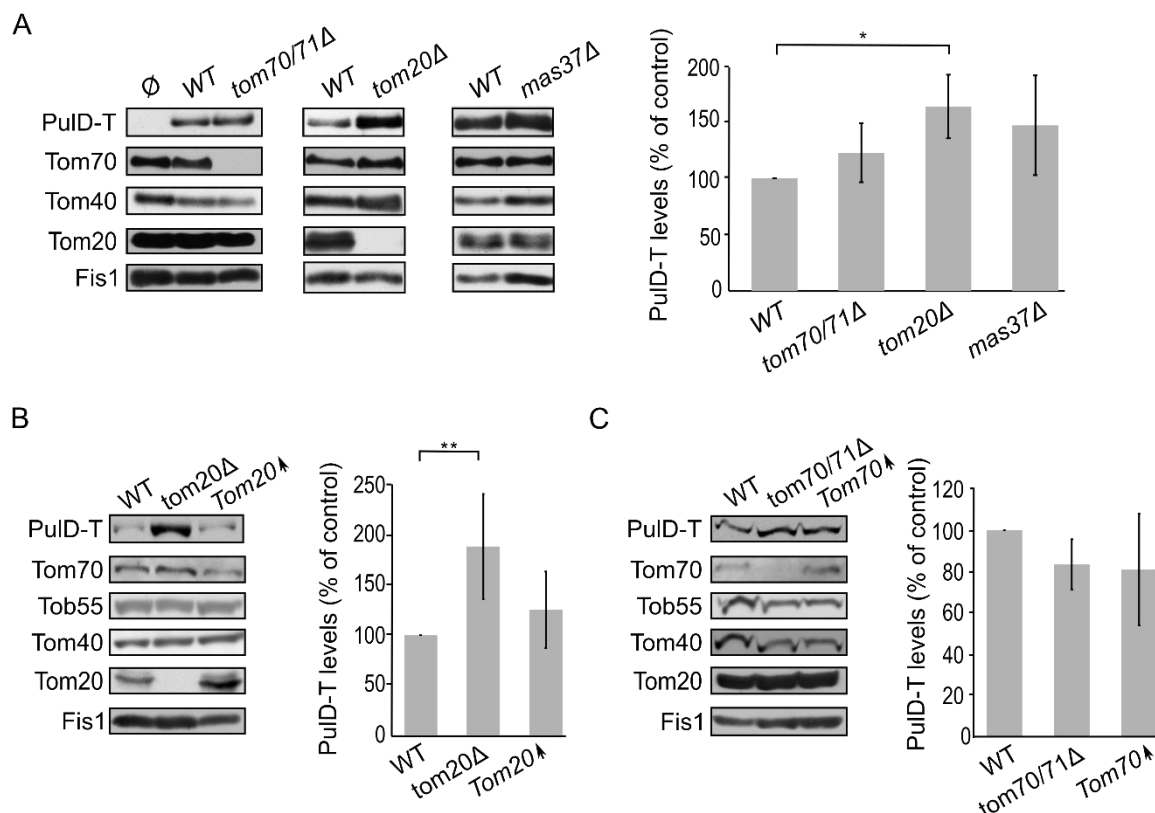 A
Ø WT tom70/71Δ WT tom20Δ WT mas37Δ
PulD-T
Tom70
Tom40
Tom20
Fis1
PulD-T levels (% of control)
200
150
100
50
0
*
WT tom70/71Δ tom20Δ mas37Δ
B
WT tom20Δ Tom20↑
PulD-T
Tom70
Tob55
Tom40
Tom20
Fis1
PulD-T levels (% of control)
250
200
150
100
50
0
**
WT tom20Δ Tom20↑
C
WT tom70/71Δ Tom70↑
PulD-T
Tom70
Tob55
Tom40
Tom20
Fis1
PulD-T levels (% of control)
120
100
80
60
40
20
0
WT tom70/71Δ Tom70↑